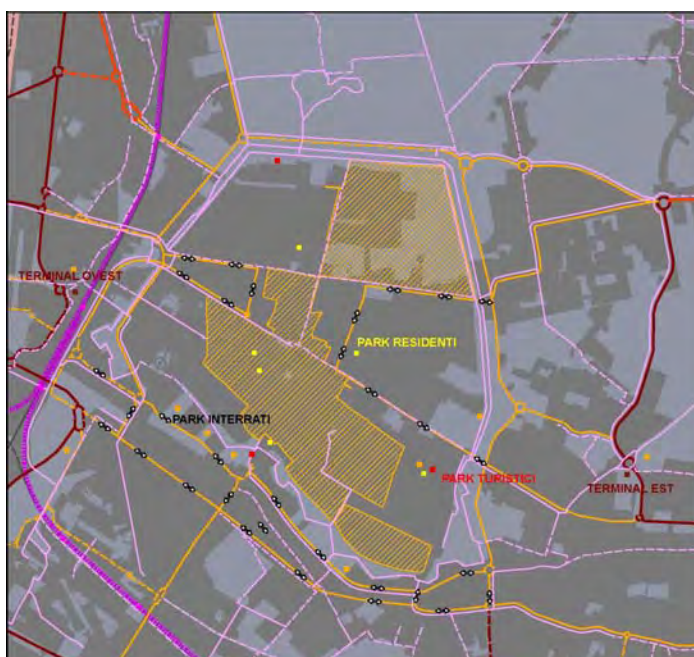 TERMINAL OVEST
PARK RESIDENTI
PARK INTERRATI
PARK TURISTICI
TERMINAL EST